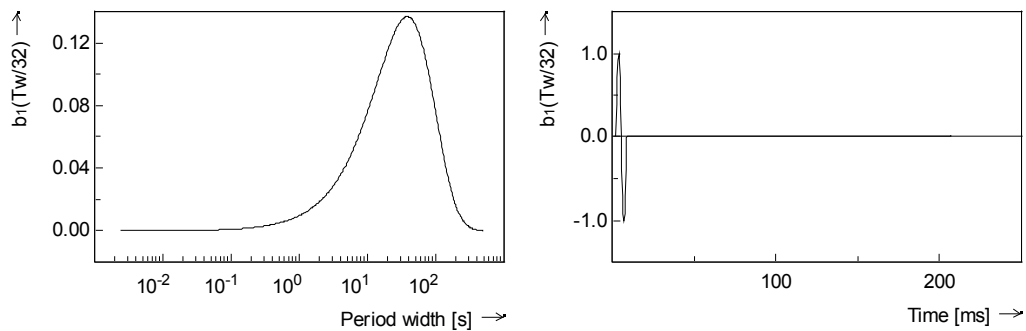 b₁(Tw/32)
0.12
0.08
0.04
0.00
10⁻² 10⁻¹ 10⁰ 10¹ 10²
Period width [s]
b₁(Tw/32)
1.0
0.0
-1.0
100 200
Time [ms]